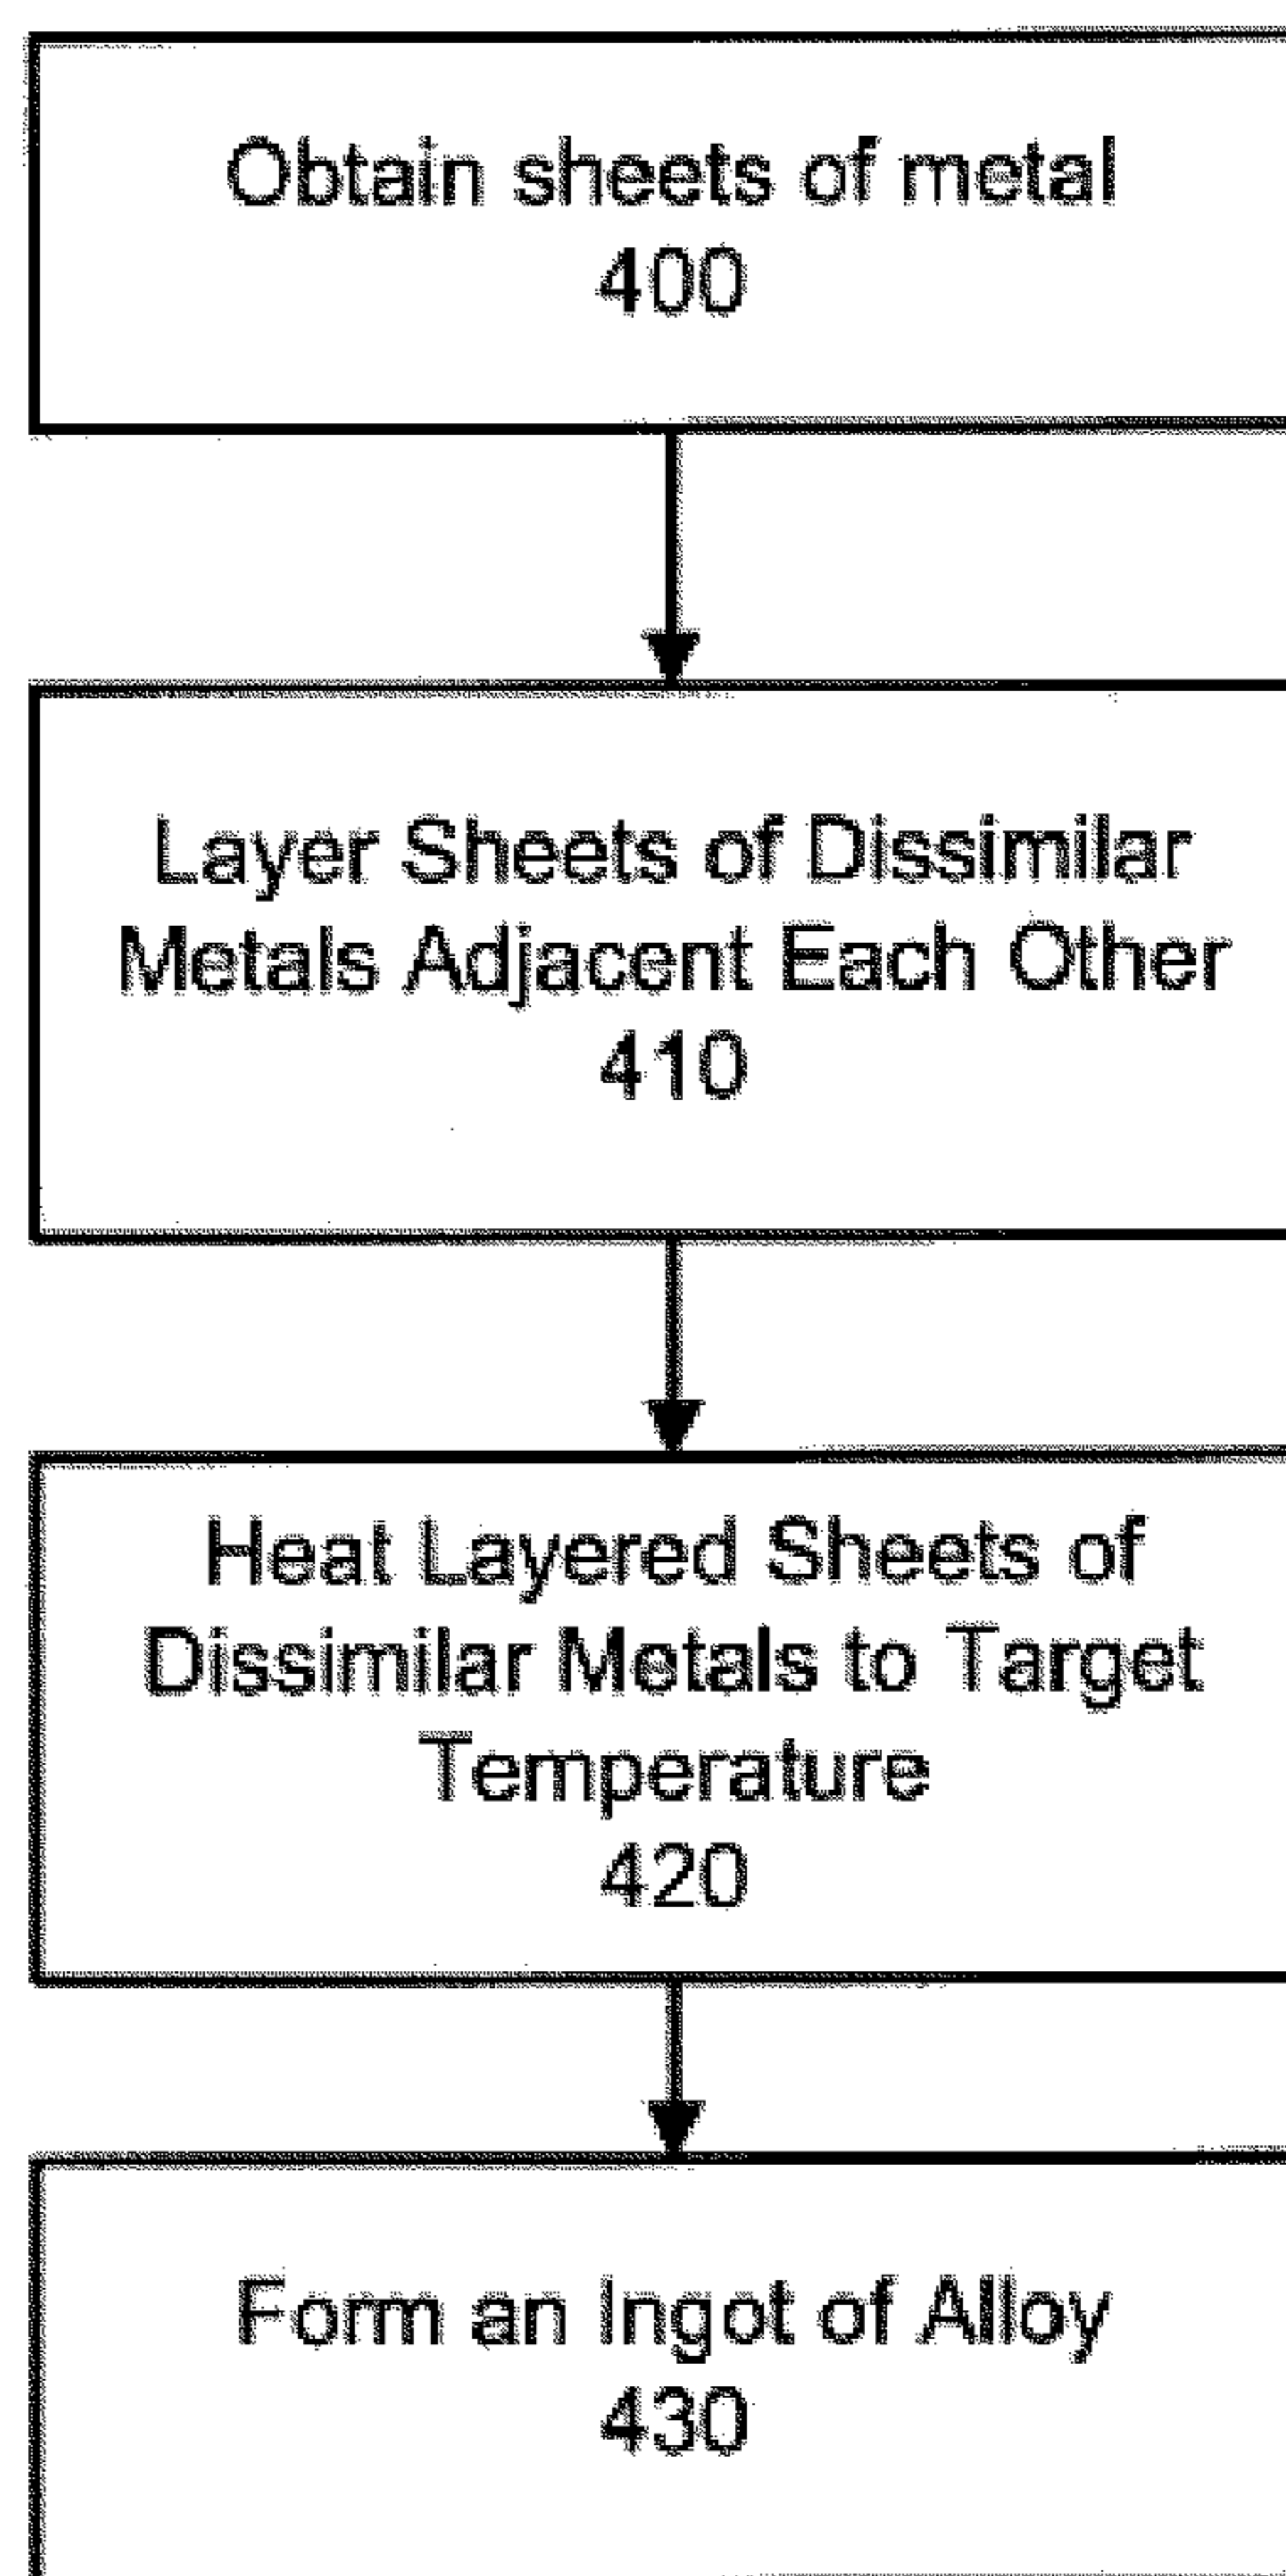 Obtain sheets of metal
400
Layer Sheets of Dissimilar
Metals Adjacent Each Other
410
Heat Layered Sheets of
Dissimilar Metals to Target
Temperature
420
Form an Ingot of Alloy
430